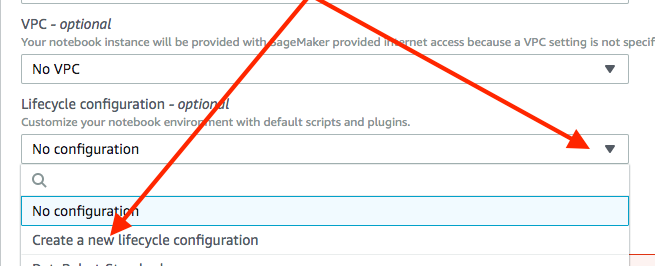 VPC - optional
Your notebook instance will be provided with SageMaker provided internet access because a VPC setting is not specif
No VPC
Lifecycle configuration - optional
Customize your notebook environment with default scripts and plugins.
No configuration
No configuration
Create a new lifecycle configuration